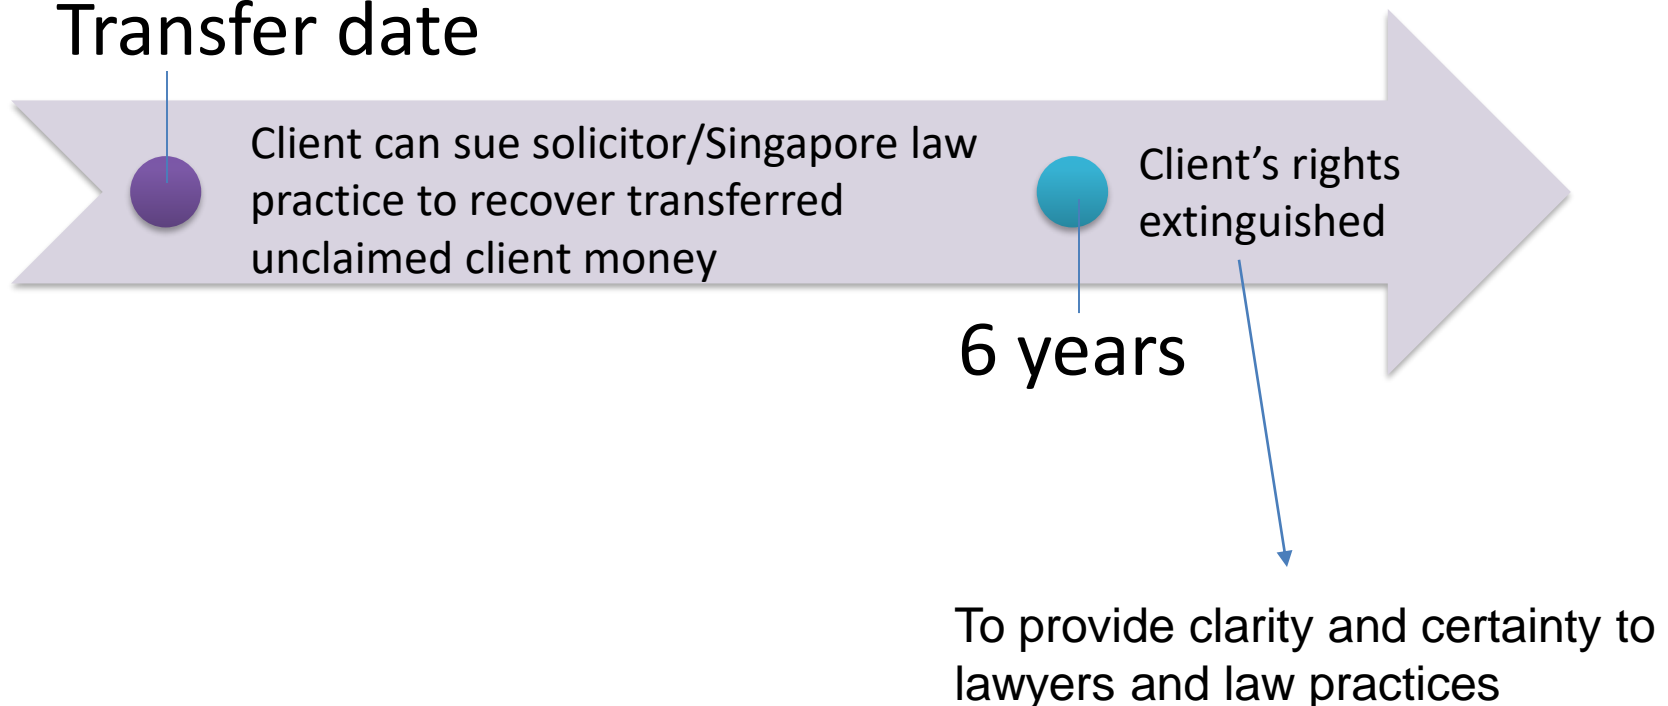 Transfer date
Client can sue solicitor/Singapore law
practice to recover transferred
unclaimed client money
Client’s rights
extinguished
6 years
To provide clarity and certainty to
lawyers and law practices